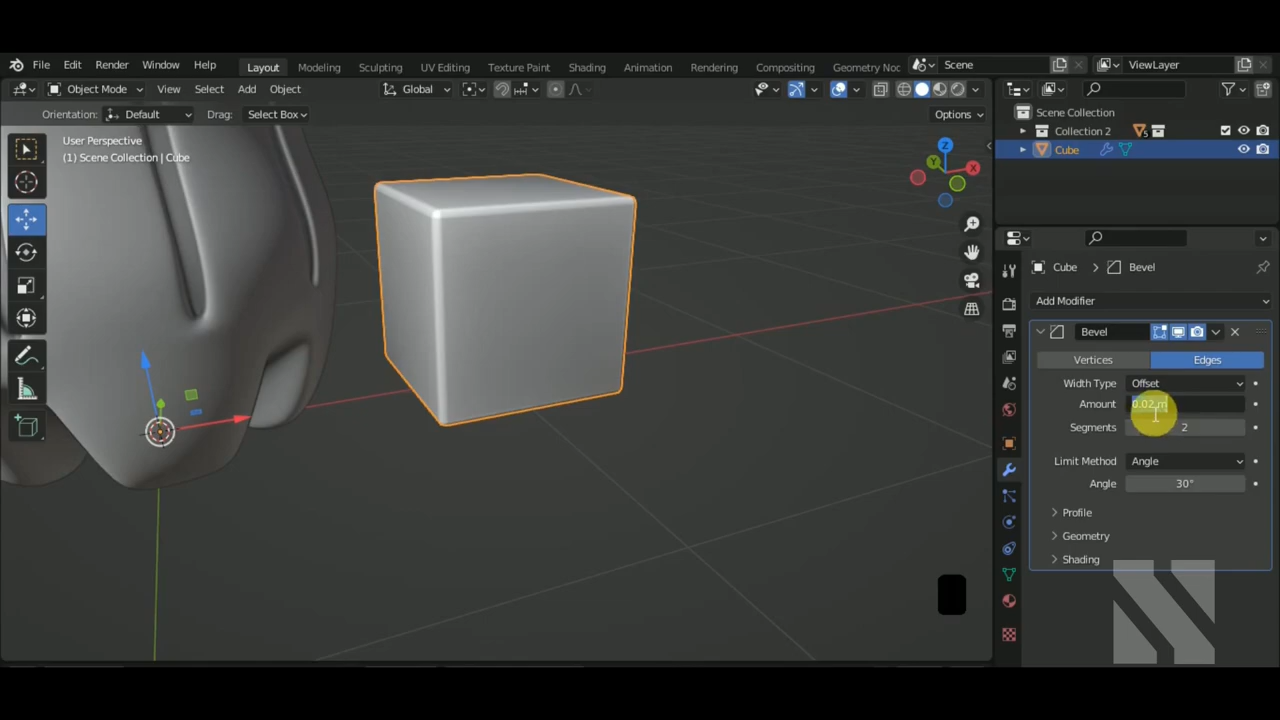 File Edit Render Window Help
Layout Modeling Sculpting UV Editing Texture Paint Shading Animation Rendering Compositing Geometry Noc
Scene
ViewLayer
Object Mode View Select Add Object Global
Orientation: Default Drag: Select Box Options
User Perspective
(1) Scene Collection | Cube
Z
Y
X
Scene Collection
Collection 2 5
Cube
Cube > Bevel
Add Modifier
Bevel
Vertices Edges
Width Type Offset
Amount 0.02 m
Segments 2
Limit Method Angle
Angle 30°
Profile
Geometry
Shading